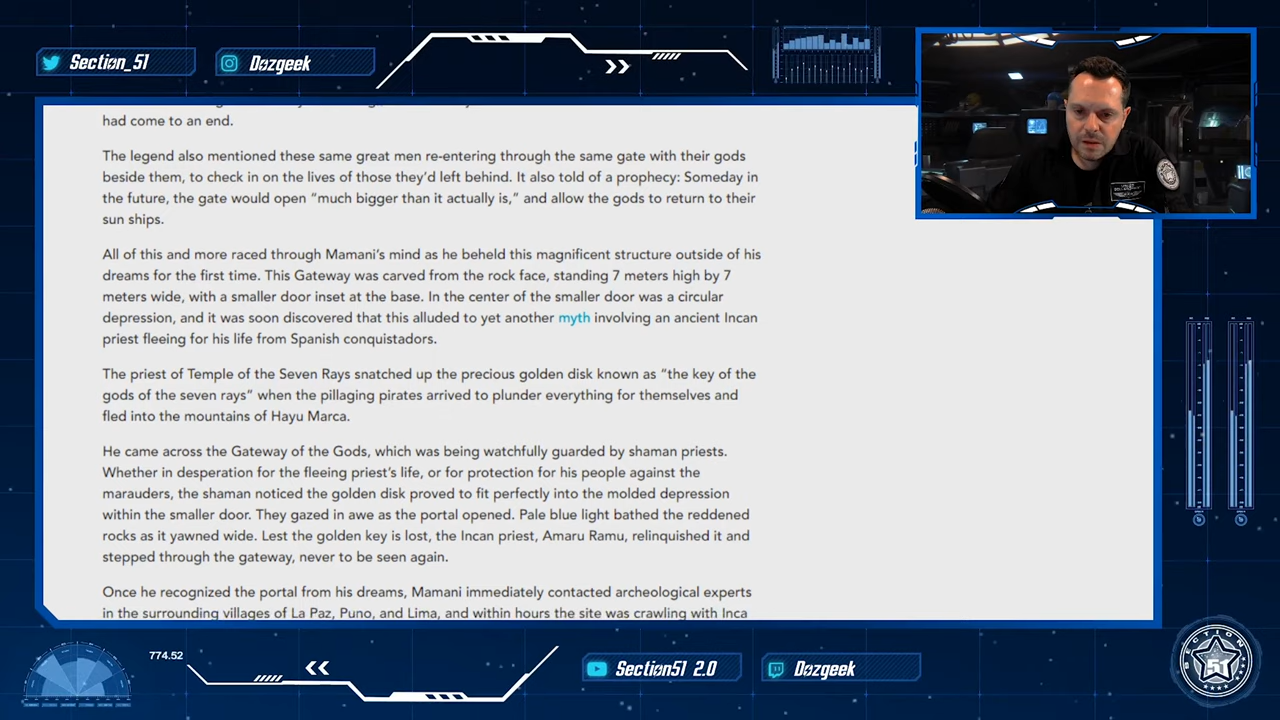 Section_51
Dazgeek
had come to an end.
The legend also mentioned these same great men re-entering through the same gate with their gods
beside them, to check in on the lives of those they'd left behind. It also told of a prophecy: Someday in
the future, the gate would open “much bigger than it actually is,” and allow the gods to return to their
sun ships.
All of this and more raced through Mamani's mind as he beheld this magnificent structure outside of his
dreams for the first time. This Gateway was carved from the rock face, standing 7 meters high by 7
meters wide, with a smaller door inset at the base. In the center of the smaller door was a circular
depression, and it was soon discovered that this alluded to yet another myth involving an ancient Incan
priest fleeing for his life from Spanish conquistadors.
The priest of Temple of the Seven Rays snatched up the precious golden disk known as “the key of the
gods of the seven rays” when the pillaging pirates arrived to plunder everything for themselves and
fled into the mountains of Hayu Marca.
He came across the Gateway of the Gods, which was being watchfully guarded by shaman priests.
Whether in desperation for the fleeing priest's life, or for protection for his people against the
marauders, the shaman noticed the golden disk proved to fit perfectly into the molded depression
within the smaller door. They gazed in awe as the portal opened. Pale blue light bathed the reddened
rocks as it yawned wide. Lest the golden key is lost, the Incan priest, Amaru Ramu, relinquished it and
stepped through the gateway, never to be seen again.
Once he recognized the portal from his dreams, Mamani immediately contacted archeological experts
in the surrounding villages of La Paz, Puno, and Lima, and within hours the site was crawling with Inca
774.52
Section51 2.0
Dazgeek
SECTION
51